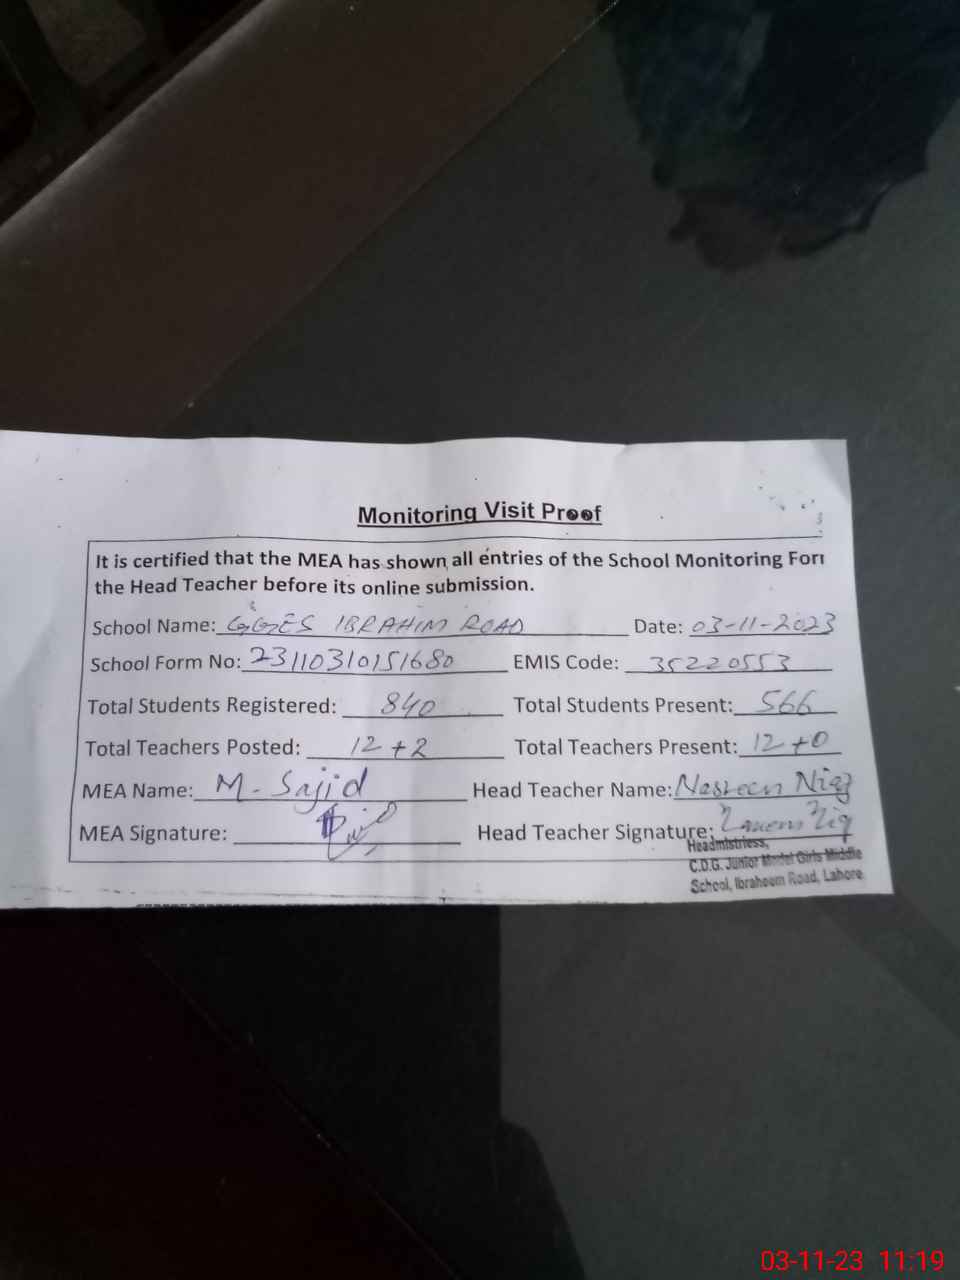 Monitoring Visit Proof
It is certified that the MEA has shown all entries of the School Monitoring Form
the Head Teacher before its online submission.
School Name: GGES IBRAHIM ROAD Date: 03-11-2023
School Form No: 23110310151680 EMIS Code: 35220553
Total Students Registered: 840 Total Students Present: 566
Total Teachers Posted: 12+2 Total Teachers Present: 12+0
MEA Name: M. Sajid Head Teacher Name: Nasreen Niaz
MEA Signature: Head Teacher Signature:
Headmistriess,
C.D.G. Junior Model Girls Middle
School, Ibraheem Road, Lahore
03-11-23 11:19